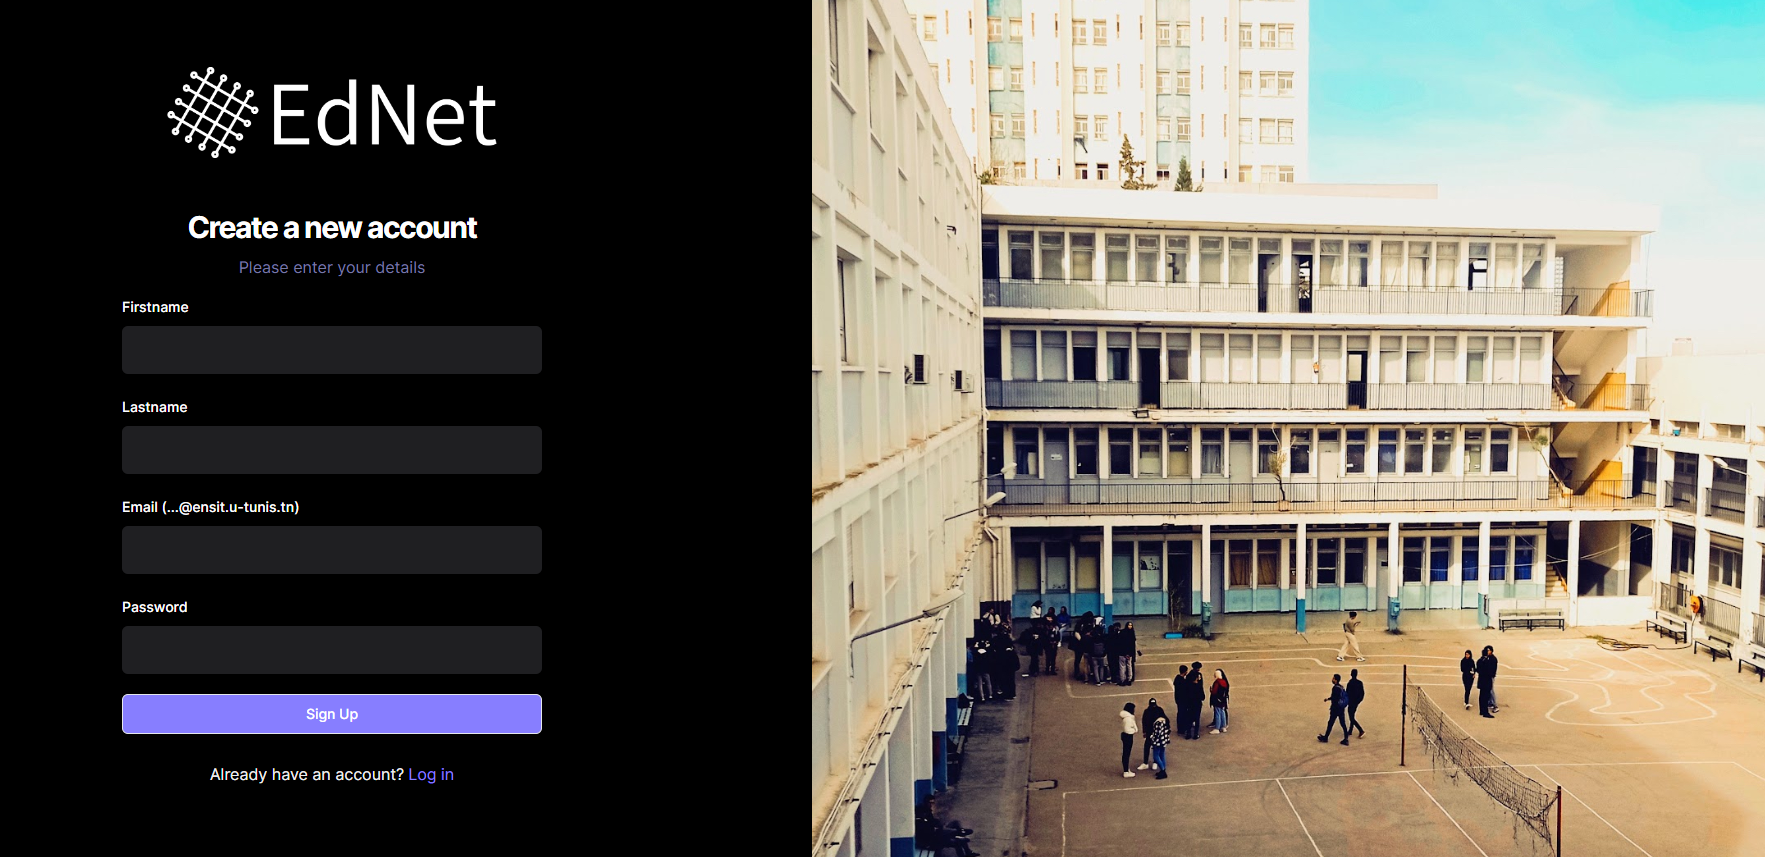 EdNet
Create a new account
Please enter your details
Firstname
Lastname
Email (...@ensit.u-tunis.tn)
Password
Sign Up
Already have an account? Log in